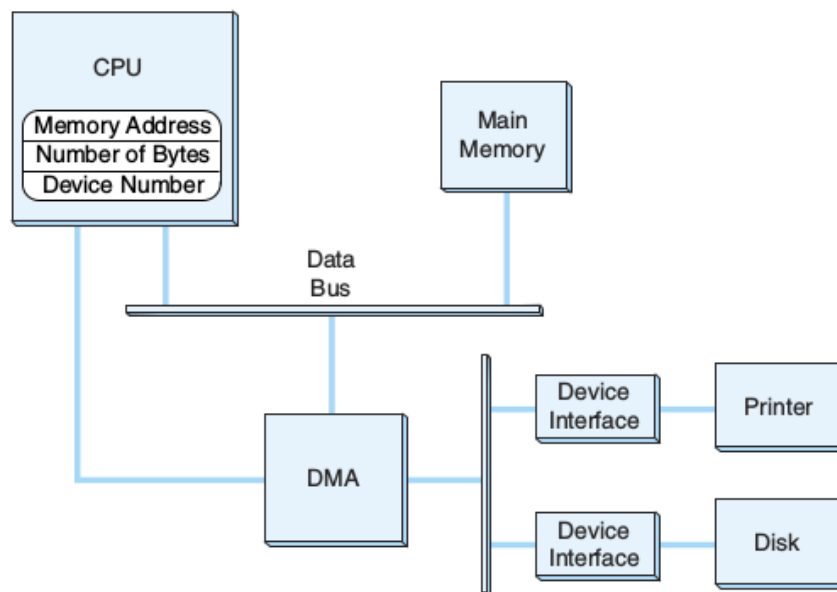 CPU
Memory Address
Number of Bytes
Device Number
Main
Memory
Data
Bus
Device
Interface
Printer
DMA
Device
Interface
Disk